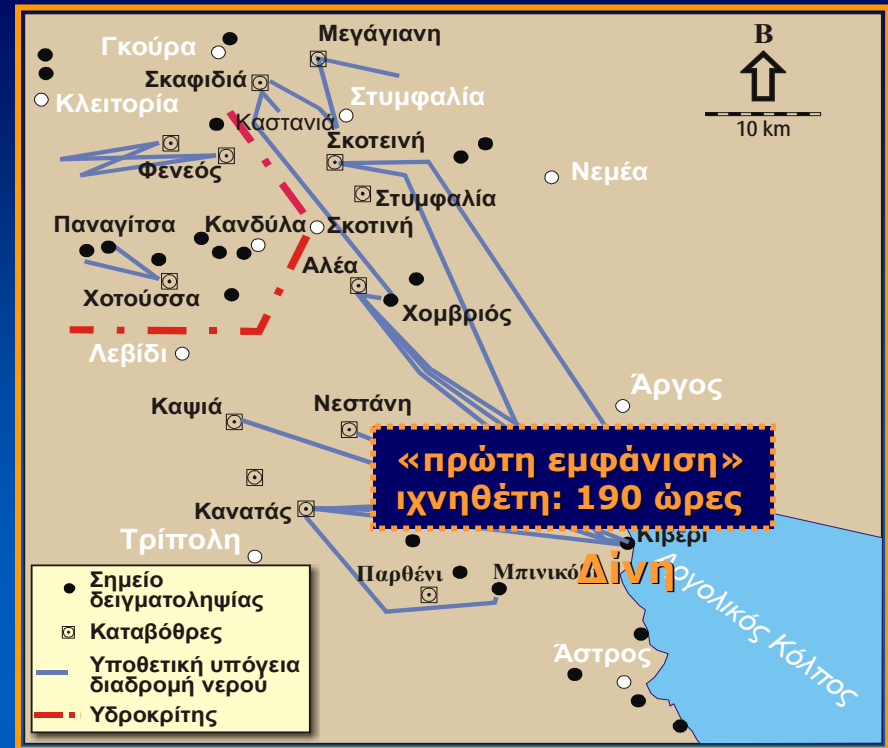 Μεγάγιανη
Γκούρα
Β
Σκαφιδιά
Κλειτορία
Στυμφαλία
10 km
Καστανιά
Σκοτεινή
Φενεός
Νεμέα
Στυμφαλία
Παναγίτσα
Κανδύλα
Σκοτινή
Αλέα
Χοτούσσα
Χομβριός
Λεβίδι
Άργος
Καψιά
Νεστάνη
«πρώτη εμφάνιση»
ιχνηθέτη: 190 ώρες
Κανατάς
Τρίπολη
Κιβέρι
Δίνη
Αργολικός Κόλπος
Παρθένι
Άστρος
Σημείο
δειγματοληψίας
Καταβόθρες
Υποθετική υπόγεια
διαδρομή νερού
Υδροκρίτης